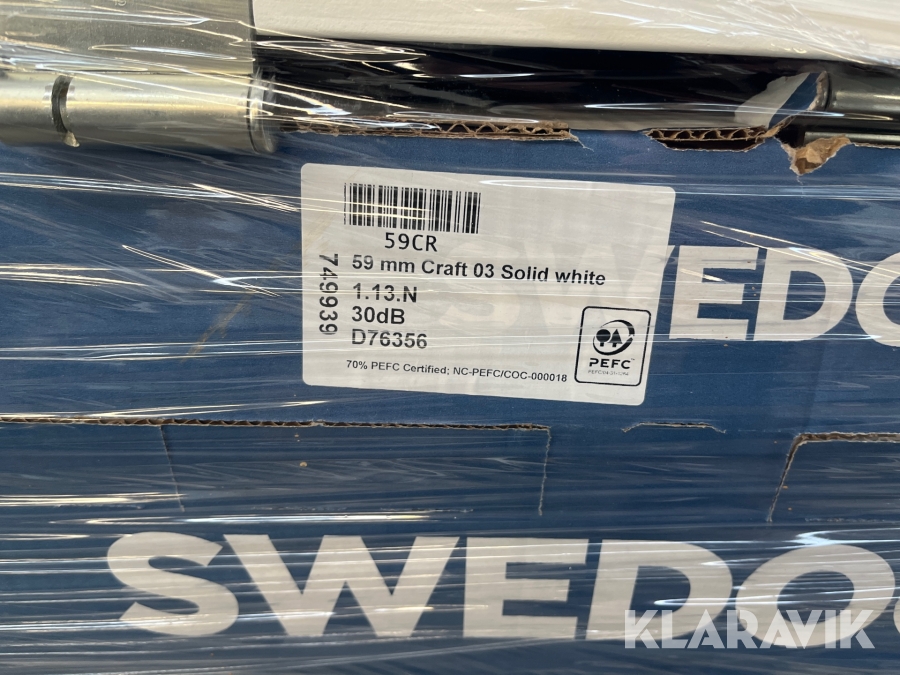 59CR
59 mm Craft 03 Solid white
1.13.N
30dB
D76356
749939
70% PEFC Certified; NC-PEFC/COC-000018
PEFC
SWEDO
SWEDO
KLARAVIK